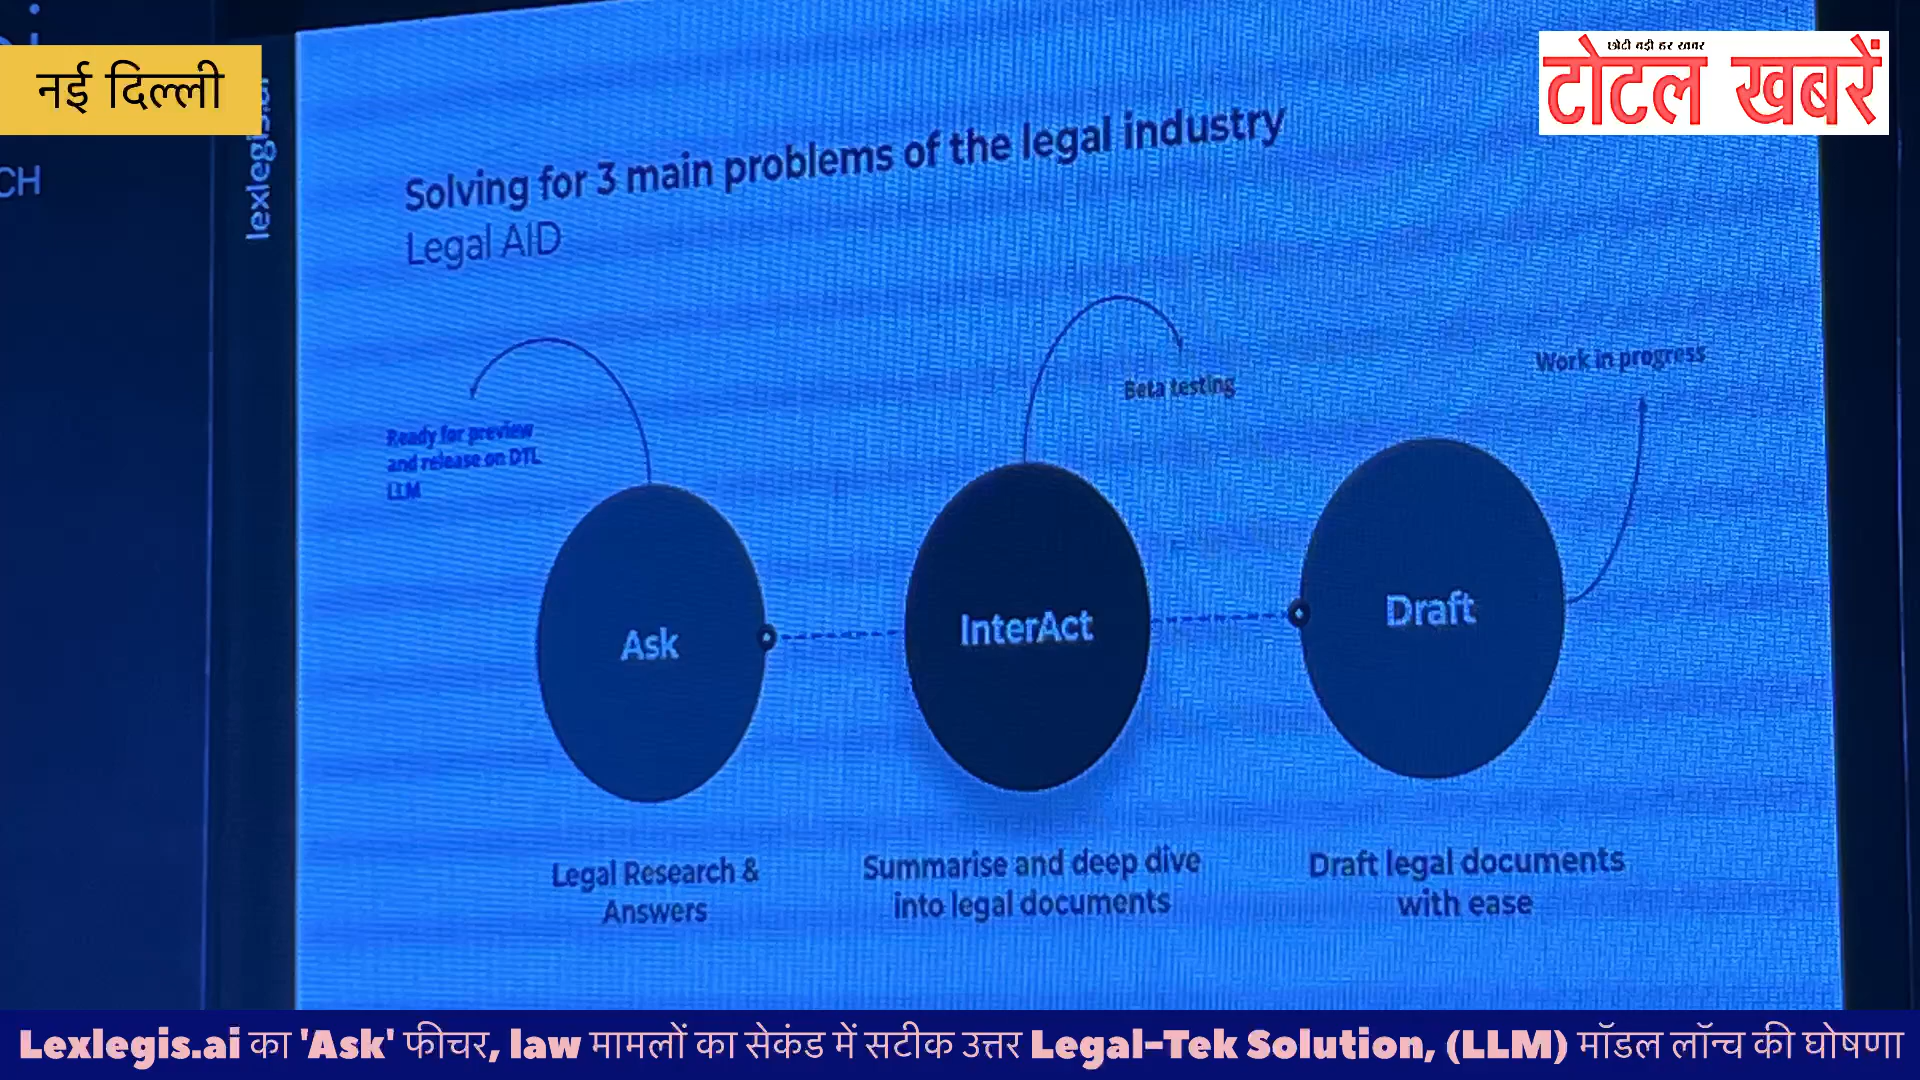 नई दिल्ली
छोटी बड़ी हर खबर
टोटल खबरें
CH
lexlegis.ai
Solving for 3 main problems of the legal industry
Legal AID
Ready for preview
and release on DTL
LLM
Beta testing
Work in progress
Ask
InterAct
Draft
Legal Research &
Answers
Summarise and deep dive
into legal documents
Draft legal documents
with ease
Lexlegis.ai का 'Ask' फीचर, law मामलों का सेकंड में सटीक उत्तर Legal-Tek Solution, (LLM) मॉडल लॉन्च की घोषणा